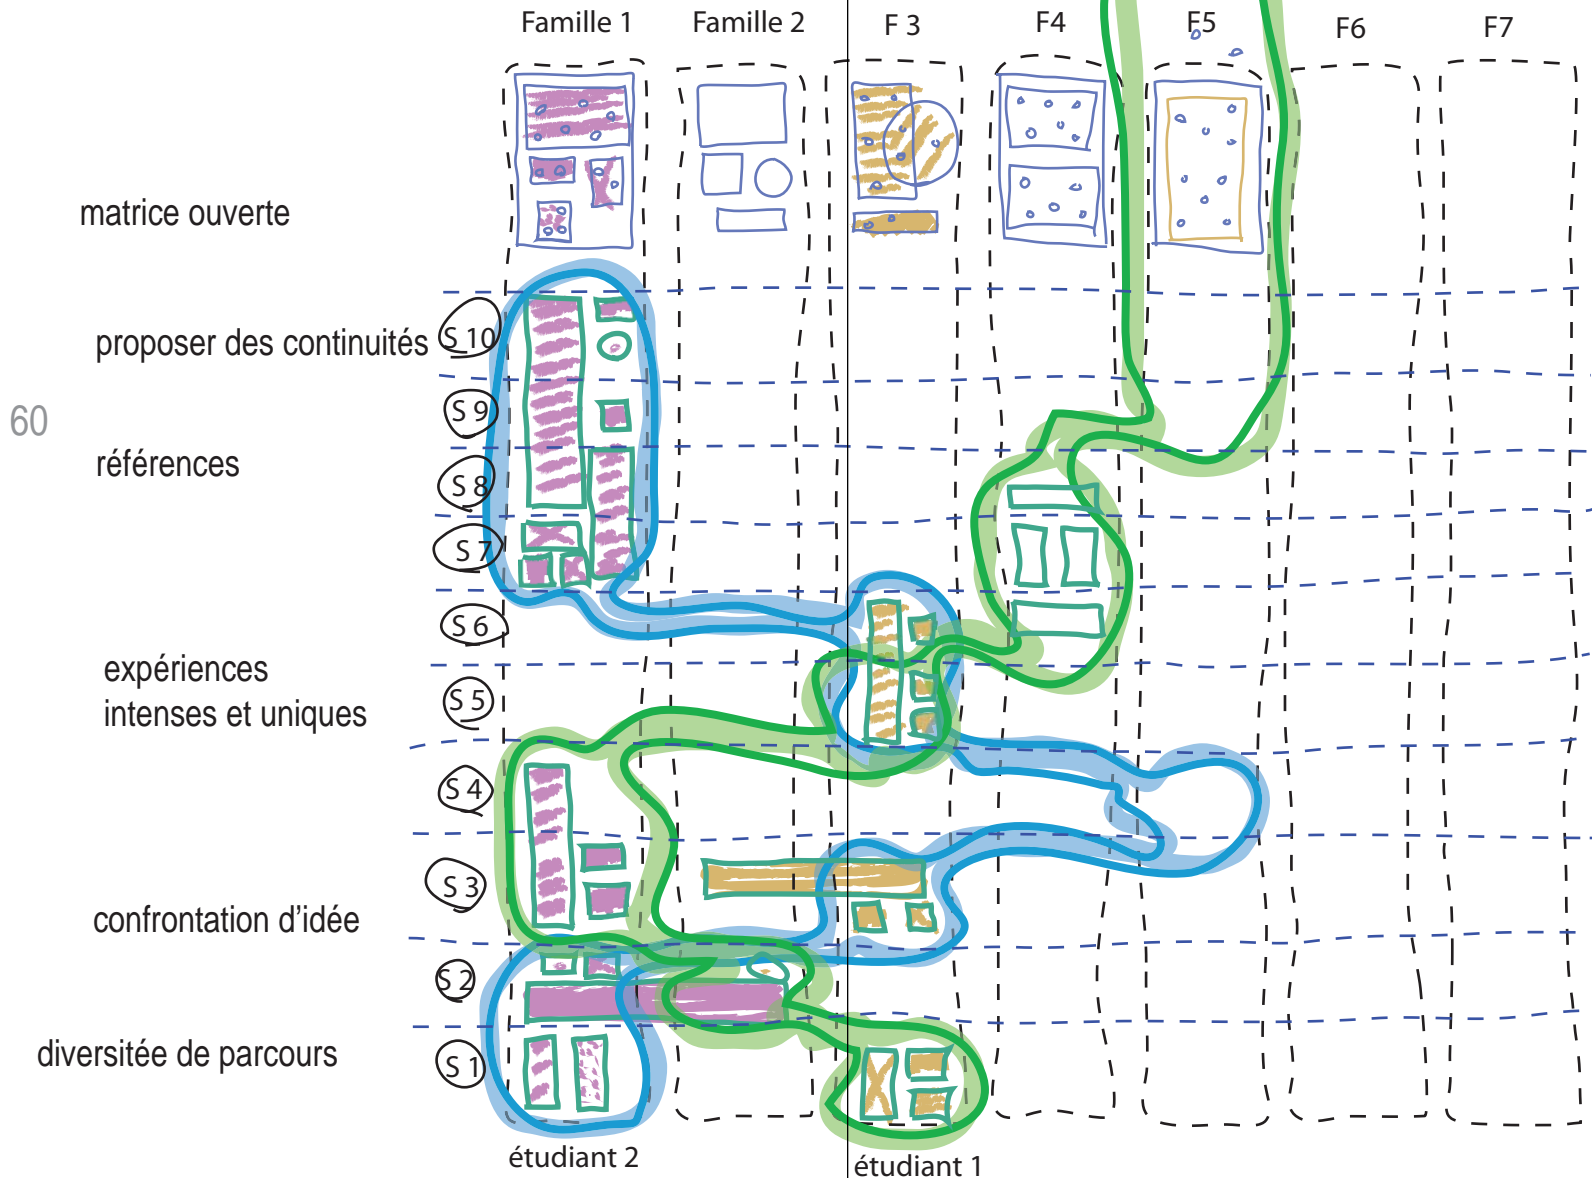 Famille 1
Famille 2
F 3
F4
F5
F6
F7
matrice ouverte
proposer des continuités
S 10
S 9
60
références
S 8
S 7
S 6
expériences
intenses et uniques
S 5
S 4
S 3
confrontation d’idée
S 2
diversitée de parcours
S 1
étudiant 2
étudiant 1